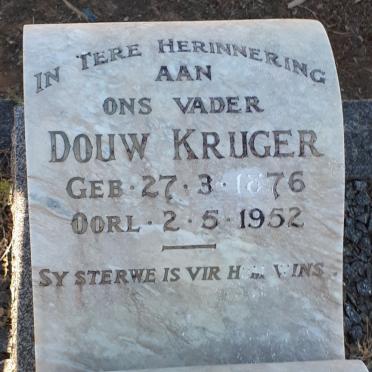 IN TERE HERINNERING
AAN
ONS VADER
DOUW KRUGER
GEB · 27 · 3 · 1876
OORL · 2 · 5 · 1952
SY STERWE IS VIR WINS